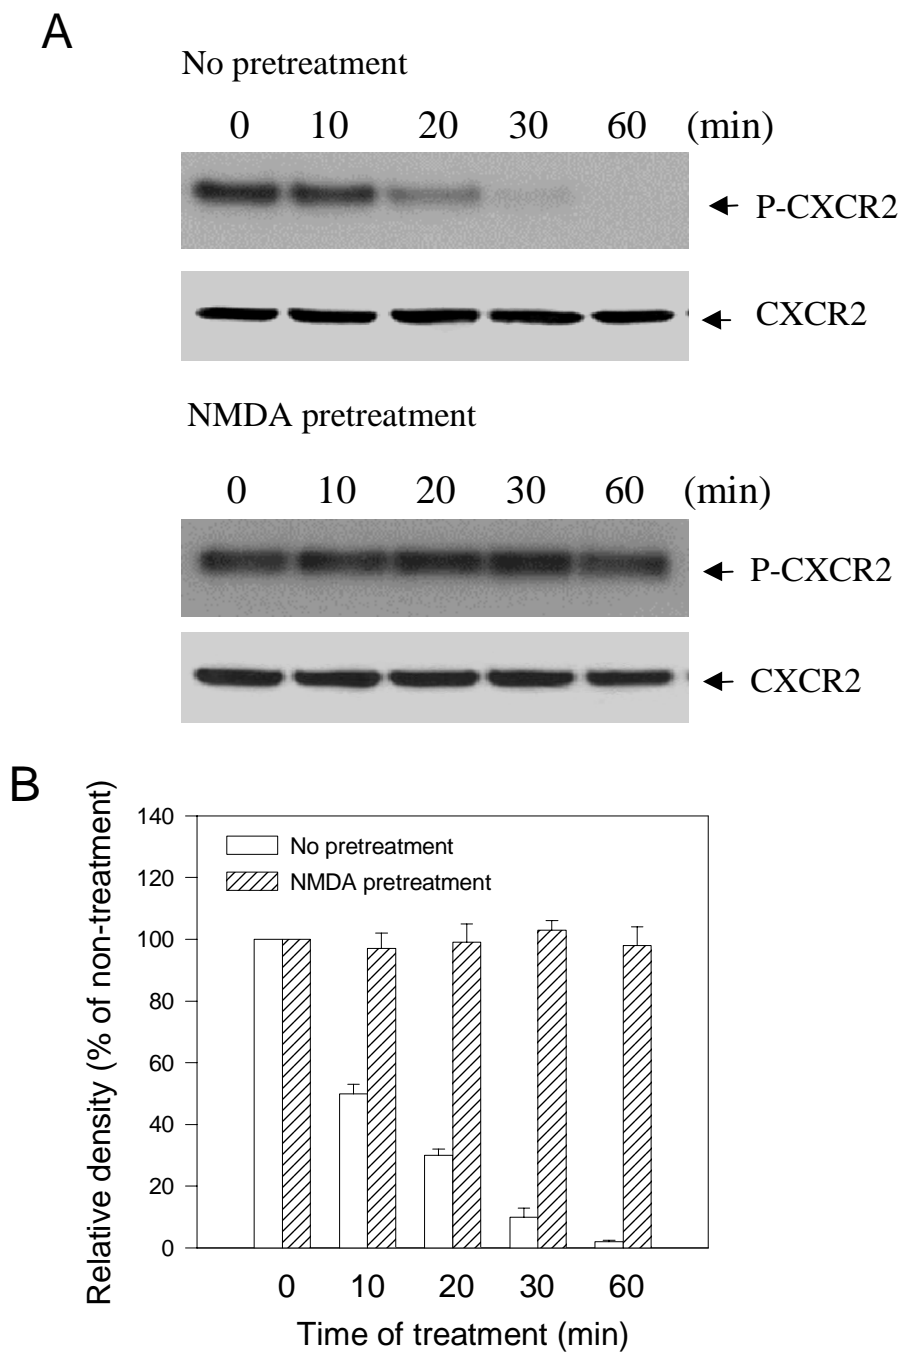 A
No pretreatment
0 10 20 30 60 (min)
P-CXCR2
CXCR2
NMDA pretreatment
0 10 20 30 60 (min)
P-CXCR2
CXCR2
B
Relative density (% of non-treatment)
140
120
100
80
60
40
20
0
No pretreatment
NMDA pretreatment
0 10 20 30 60
Time of treatment (min)